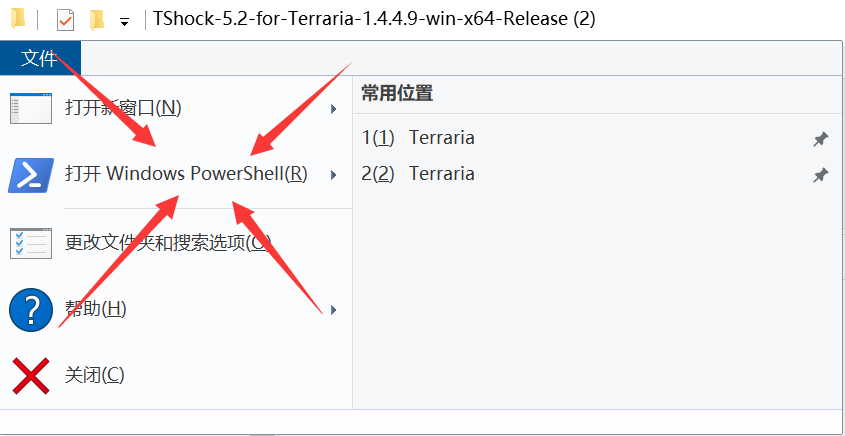 TShock-5.2-for-Terraria-1.4.4.9-win-x64-Release (2)
文件
打开新窗口(N)
打开 Windows PowerShell(R)
更改文件夹和搜索选项(O)
帮助(H)
关闭(C)
常用位置
1(1) Terraria
2(2) Terraria